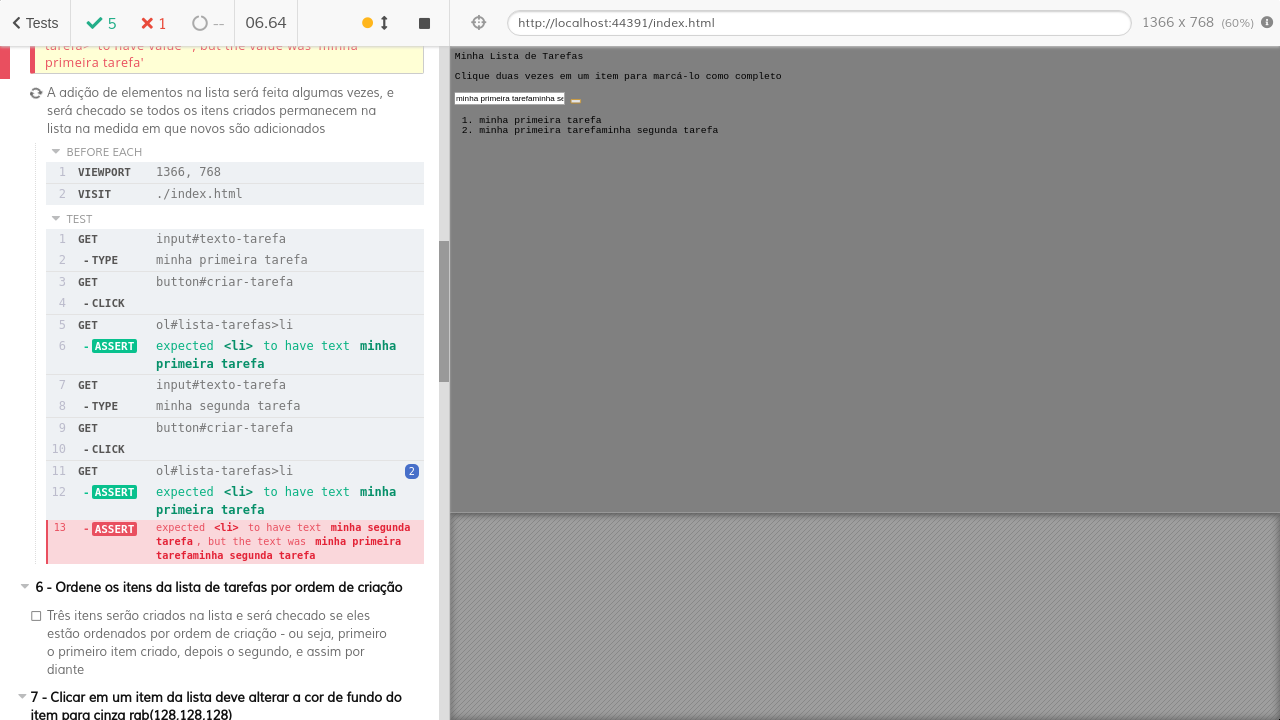 Tests
5
1
--
06.64
http://localhost:44391/index.html
1366 x 768 (60%)
tarefa>' to have value '', but the value was 'minha
primeira tarefa'
A adição de elementos na lista será feita algumas vezes, e
será checado se todos os itens criados permanecem na
lista na medida em que novos são adicionados
BEFORE EACH
1 VIEWPORT 1366, 768
2 VISIT ./index.html
TEST
1 GET input#texto-tarefa
2 -TYPE minha primeira tarefa
3 GET button#criar-tarefa
4 -CLICK
5 GET ol#lista-tarefas>li
6 -ASSERT expected <li> to have text minha
primeira tarefa
7 GET input#texto-tarefa
8 -TYPE minha segunda tarefa
9 GET button#criar-tarefa
10 -CLICK
11 GET ol#lista-tarefas>li 2
12 -ASSERT expected <li> to have text minha
primeira tarefa
13 -ASSERT expected <li> to have text minha segunda
tarefa, but the text was minha primeira
tarefaminha segunda tarefa
6 - Ordene os itens da lista de tarefas por ordem de criação
Três itens serão criados na lista e será checado se eles
estão ordenados por ordem de criação - ou seja, primeiro
o primeiro item criado, depois o segundo, e assim por
diante
7 - Clicar em um item da lista deve alterar a cor de fundo do
item para cinza rgb(128,128,128)
Minha Lista de Tarefas
Clique duas vezes em um item para marcá-lo como completo
minha primeira tarefaminha se
1. minha primeira tarefa
2. minha primeira tarefaminha segunda tarefa